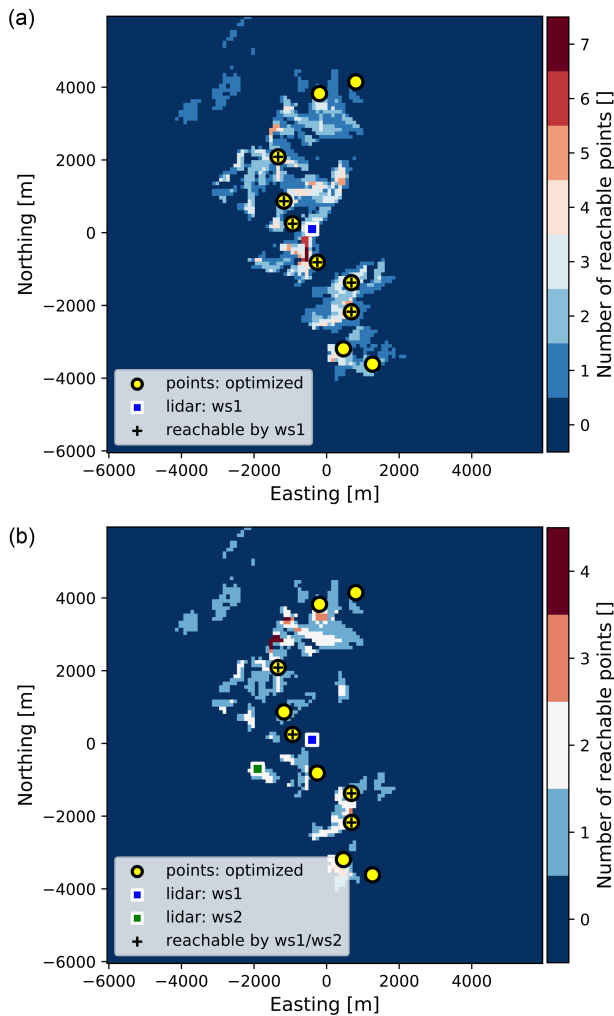 (a)
4000
2000
0
−2000
−4000
−6000
Northing [m]
points: optimized
lidar: ws1
reachable by ws1
−6000 −4000 −2000 0 2000 4000
Easting [m]
7
6
5
4
3
2
1
0
Number of reachable points []
(b)
4000
2000
0
−2000
−4000
−6000
Northing [m]
points: optimized
lidar: ws1
lidar: ws2
reachable by ws1/ws2
−6000 −4000 −2000 0 2000 4000
Easting [m]
4
3
2
1
0
Number of reachable points []